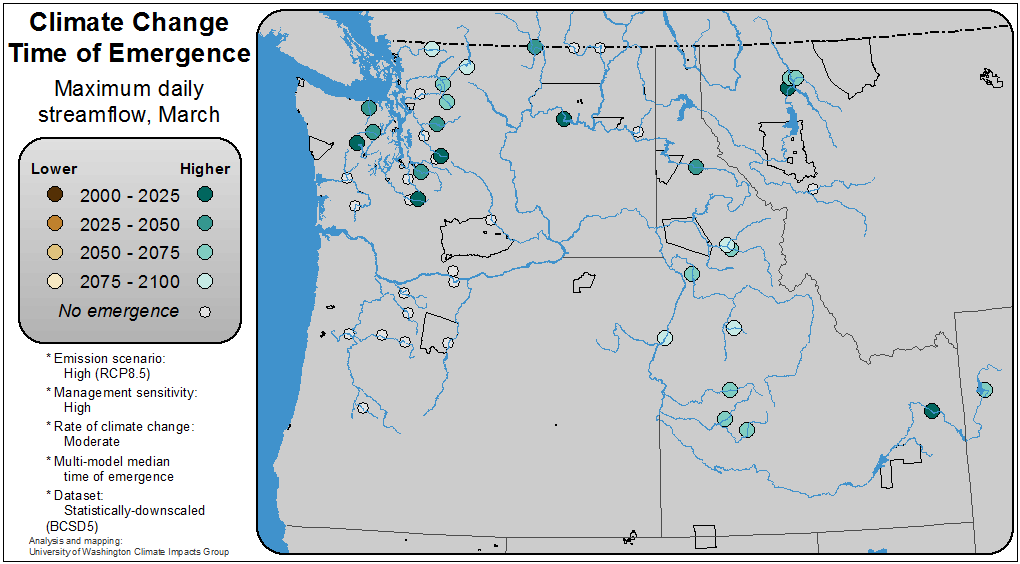 Climate Change
Time of Emergence
Maximum daily
streamflow, March
Lower Higher
2000 - 2025
2025 - 2050
2050 - 2075
2075 - 2100
No emergence
* Emission scenario:
High (RCP8.5)
* Management sensitivity:
High
* Rate of climate change:
Moderate
* Multi-model median
time of emergence
* Dataset:
Statistically-downscaled
(BCSD5)
Analysis and mapping:
University of Washington Climate Impacts Group